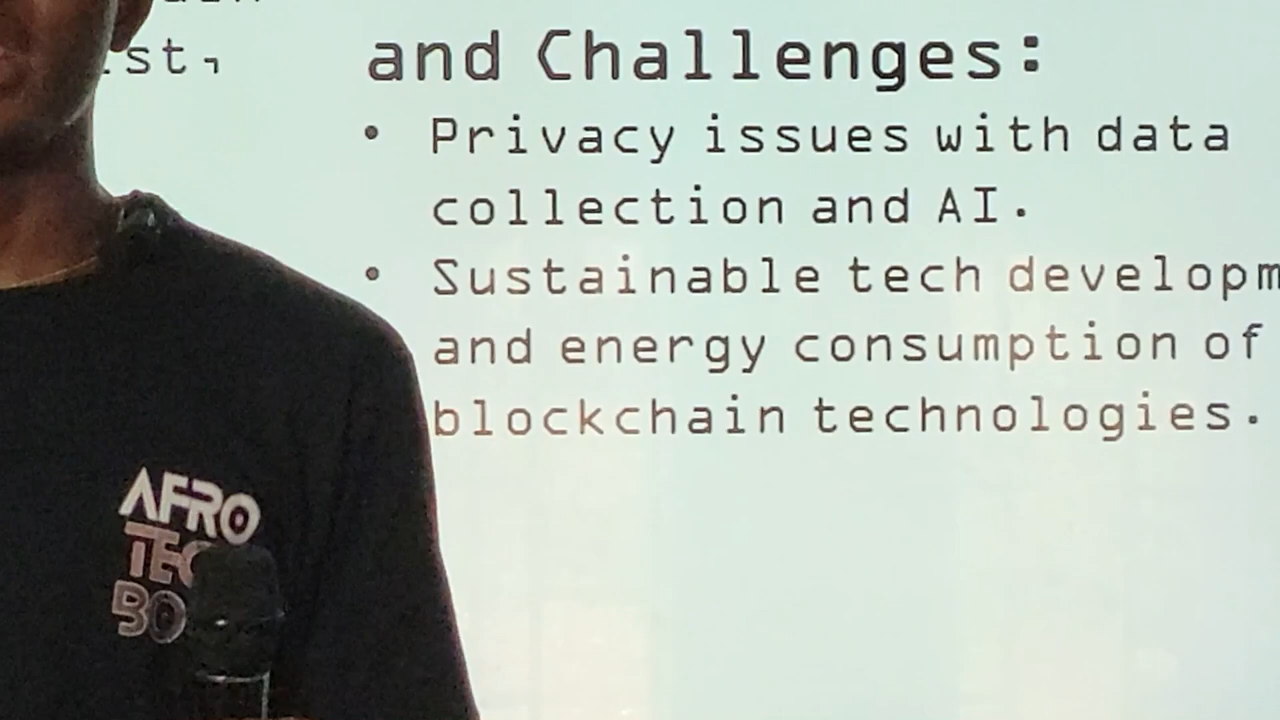 and Challenges:
• Privacy issues with data
collection and AI.
• Sustainable tech developm
and energy consumption of
blockchain technologies.
AFRO